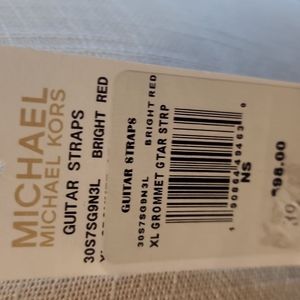 MICHAEL
MICHAEL KORS
GUITAR STRAPS
30S7SG9N3L BRIGHT RED
GUITAR STRAPS
30S7SG9N3L BRIGHT RED
XL GROMMET GTAR STRP
NS
98.00